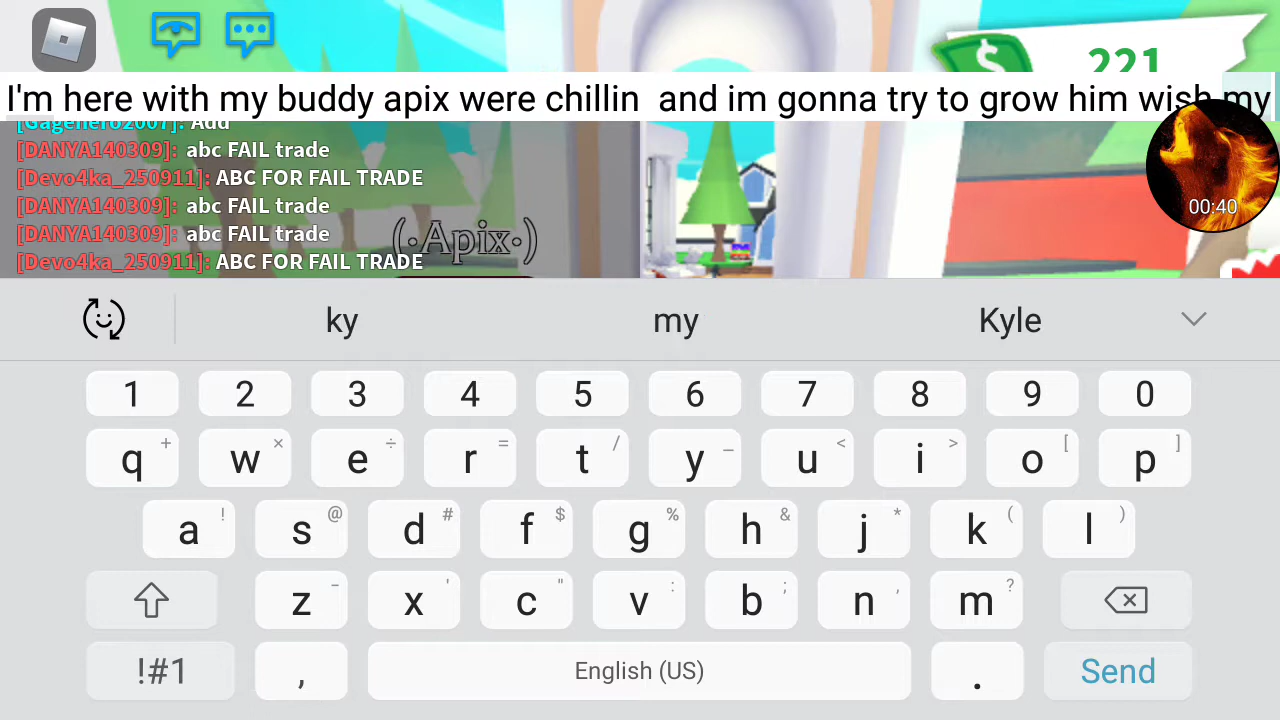 221
I'm here with my buddy apix were chillin  and im gonna try to grow him wish my
[Gagehero2007]: Add
[DANYA140309]: abc FAIL trade
[Devo4ka_250911]: ABC FOR FAIL TRADE
[DANYA140309]: abc FAIL trade
[DANYA140309]: abc FAIL trade
[Devo4ka_250911]: ABC FOR FAIL TRADE
(·Apix·)
00:40
ky my Kyle
1 2 3 4 5 6 7 8 9 0
q + w × e ÷ r = t / y _ u < i > o [ p ]
a ! s @ d # f $ g % h & j * k ( l )
z - x ' c " v : b ; n , m ?
!#1 , English (US) . Send